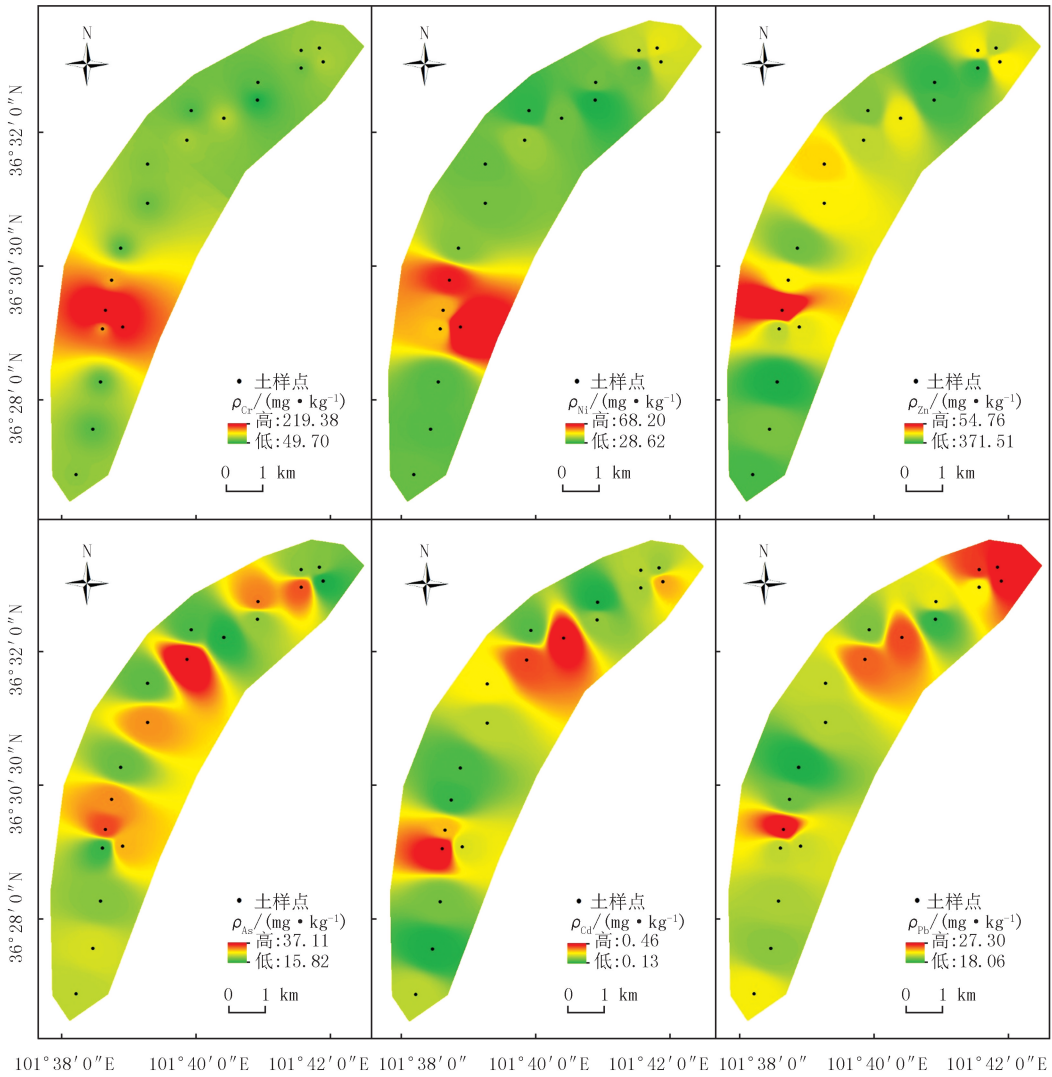 N
N
N
36°32′0″N
36°30′30″N
36°28′0″N
土样点
ρCr/(mg·kg⁻¹)
高:219.38
低:49.70
0 1 km
土样点
ρNi/(mg·kg⁻¹)
高:68.20
低:28.62
0 1 km
土样点
ρZn/(mg·kg⁻¹)
高:54.76
低:371.51
0 1 km
N
N
N
36°32′0″N
36°30′30″N
36°28′0″N
土样点
ρAs/(mg·kg⁻¹)
高:37.11
低:15.82
0 1 km
土样点
ρCd/(mg·kg⁻¹)
高:0.46
低:0.13
0 1 km
土样点
ρPb/(mg·kg⁻¹)
高:27.30
低:18.06
0 1 km
101°38′0″ 101°40′0″E 101°42′0″E
101°38′0″ 101°40′0″E 101°42′0″E
101°38′0″ 101°40′0″E 101°42′0″E